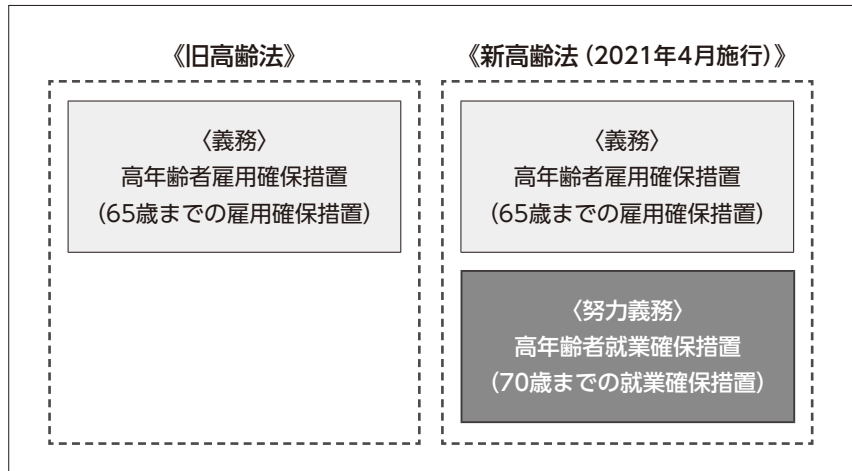 《旧高齢法》
〈義務〉
高年齢者雇用確保措置
(65歳までの雇用確保措置)
《新高齢法(2021年4月施行)》
〈義務〉
高年齢者雇用確保措置
(65歳までの雇用確保措置)
〈努力義務〉
高年齢者就業確保措置
(70歳までの就業確保措置)